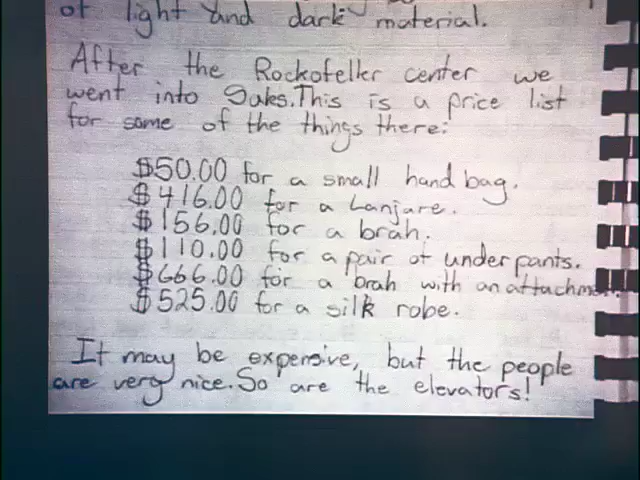 of light and dark material.
After the Rockofeller center we
went into Saks. This is a price list
for some of the things there:
$50.00 for a small hand bag.
$416.00 for a Lanjare.
$156.00 for a brah.
$110.00 for a pair of underpants.
$666.00 for a brah with an attachm
$525.00 for a silk robe.
It may be expensive, but the people
are very nice. So are the elevators!